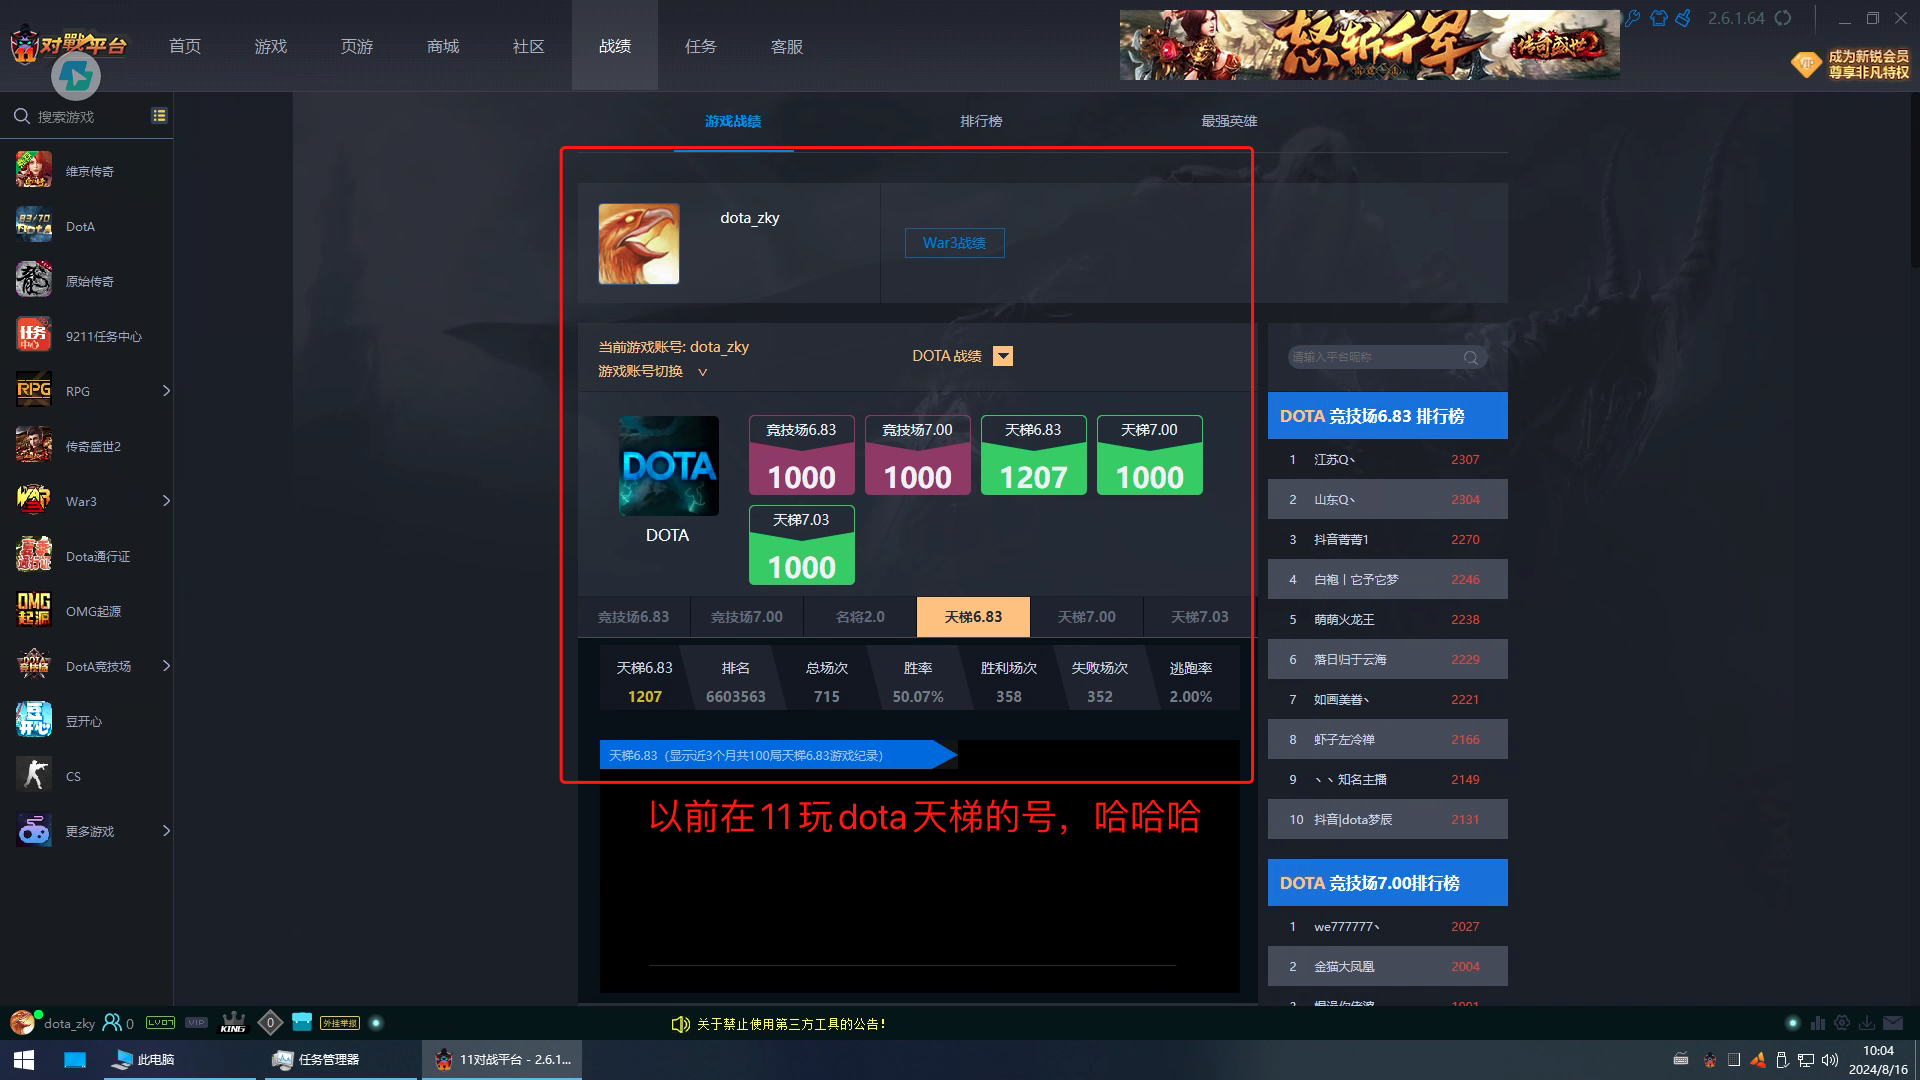 对戰平台
首页 游戏 页游 商城 社区 战绩 任务 客服
怒斩千军
传奇盛世2
2.6.1.64
VIP
成为新锐会员
尊享非凡特权
搜索游戏
维京传奇
DotA
原始传奇
9211任务中心
RPG
传奇盛世2
War3
Dota通行证
OMG起源
DotA竞技场
豆开心
CS
更多游戏
游戏战绩 排行榜 最强英雄
dota_zky
War3战绩
当前游戏账号: dota_zky
游戏账号切换
DOTA 战绩
DOTA
DOTA
竞技场6.83
1000
竞技场7.00
1000
天梯6.83
1207
天梯7.00
1000
天梯7.03
1000
竞技场6.83 竞技场7.00 名将2.0 天梯6.83 天梯7.00 天梯7.03
天梯6.83 排名 总场次 胜率 胜利场次 失败场次 逃跑率
1207 6603563 715 50.07% 358 352 2.00%
天梯6.83（显示近3个月共100局天梯6.83游戏纪录）
以前在11玩dota天梯的号，哈哈哈
请输入平台昵称
DOTA 竞技场6.83 排行榜
1 江苏Q丶 2307
2 山东Q丶 2304
3 抖音菁菁1 2270
4 白袍丨它予它梦 2246
5 萌萌火龙王 2238
6 落日归于云海 2229
7 如画美眷丶 2221
8 虾子左冷禅 2166
9 丶丶知名主播 2149
10 抖音|dota梦辰 2131
DOTA 竞技场7.00排行榜
1 we777777丶 2027
2 金猫大凤凰 2004
dota_zky 0 LV07 VIP KING 0 外挂举报
关于禁止使用第三方工具的公告!
此电脑
任务管理器
11对战平台 - 2.6.1...
10:04
2024/8/16